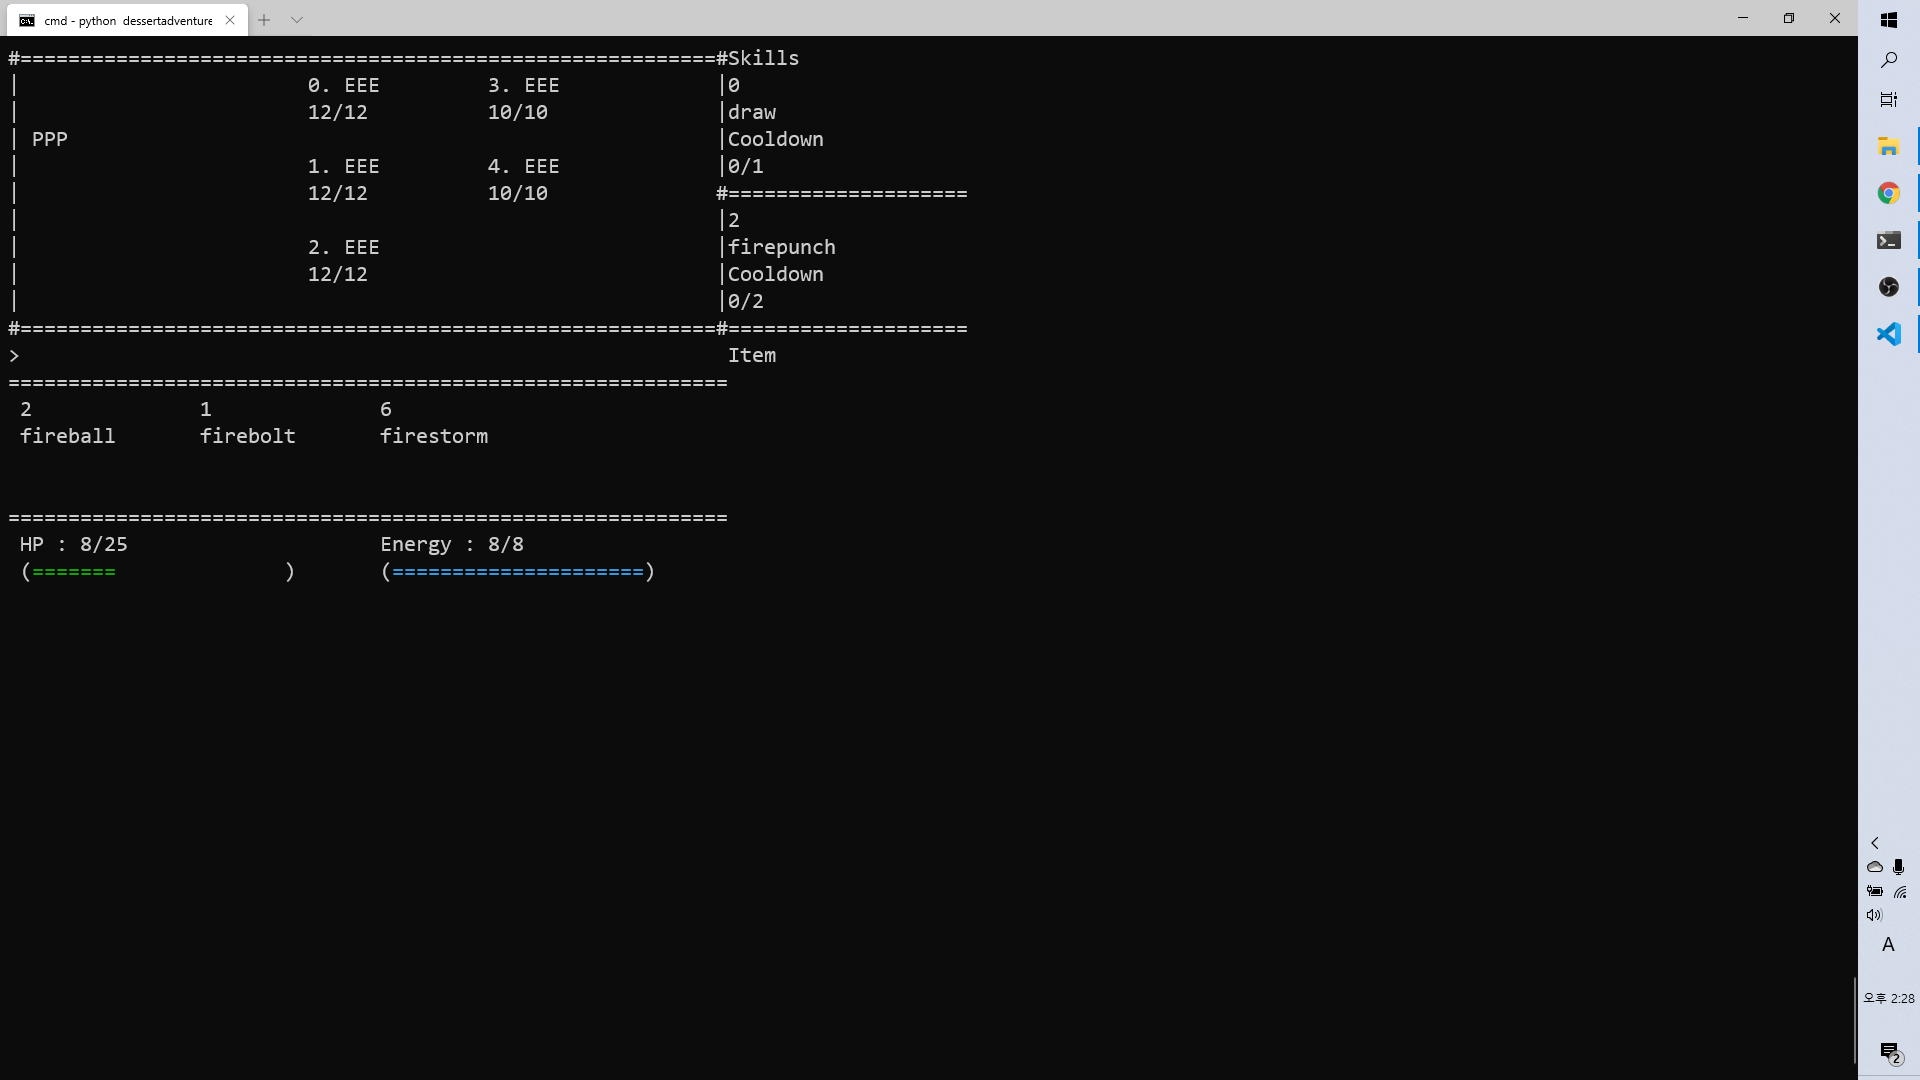 cmd - python  dessertadventure
#==========================================================#Skills
|                        0. EEE         3. EEE             |0
|                        12/12          10/10              |draw
| PPP                                                      |Cooldown
|                        1. EEE         4. EEE             |0/1
|                        12/12          10/10              #====================
|                                                          |2
|                        2. EEE                            |firepunch
|                        12/12                             |Cooldown
|                                                          |0/2
#==========================================================#====================
>                                                           Item
============================================================
 2              1              6
 fireball       firebolt       firestorm
============================================================
 HP : 8/25                     Energy : 8/8
 (=======              )       (=====================)
A
오후 2:28
2